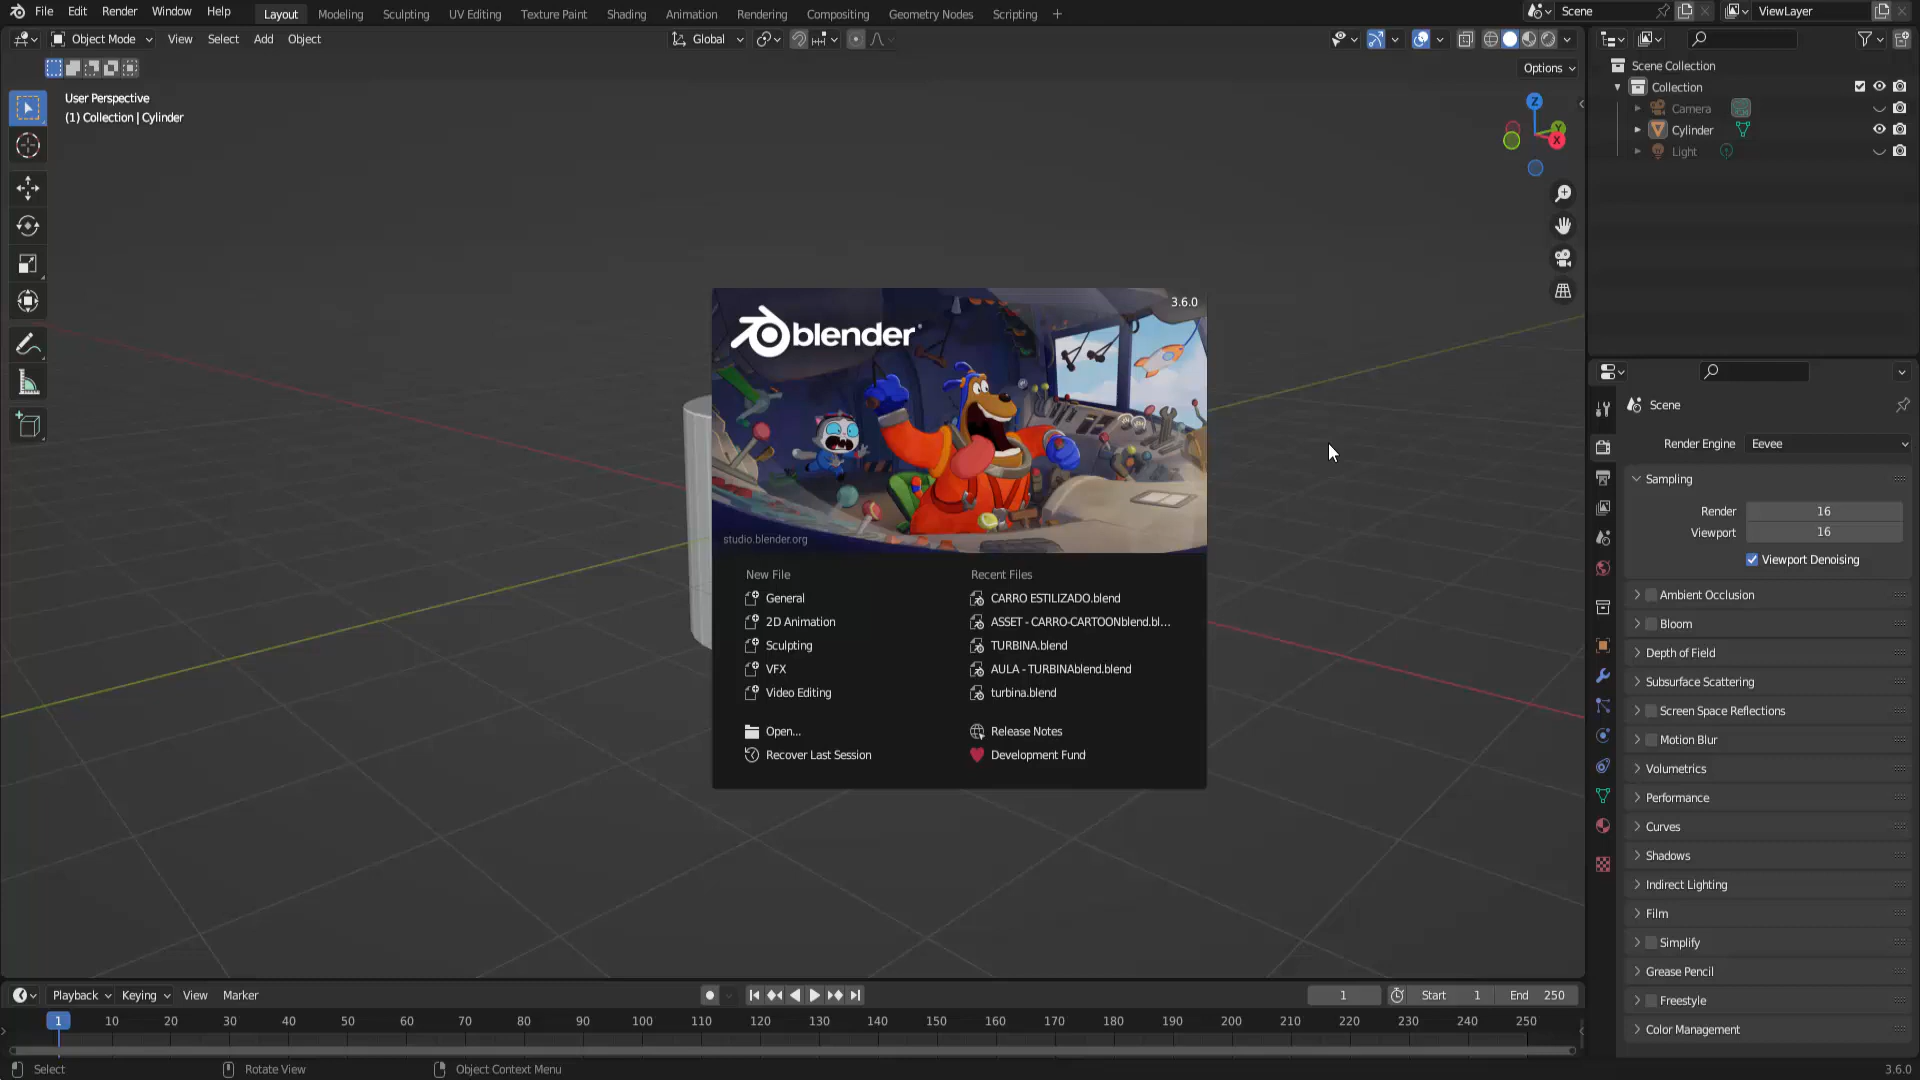 File Edit Render Window Help Layout Modeling Sculpting UV Editing Texture Paint Shading Animation Rendering Compositing Geometry Nodes Scripting Scene ViewLayer
Object Mode View Select Add Object Global
Options
User Perspective
(1) Collection | Cylinder
Z
Y
X
Scene Collection
Collection
Camera
Cylinder
Light
3.6.0
blender
studio.blender.org
New File
General
2D Animation
Sculpting
VFX
Video Editing
Open...
Recover Last Session
Recent Files
CARRO ESTILIZADO.blend
ASSET - CARRO-CARTOONblend.bl...
TURBINA.blend
AULA - TURBINAblend.blend
turbina.blend
Release Notes
Development Fund
Scene
Render Engine Eevee
Sampling
Render 16
Viewport 16
Viewport Denoising
Ambient Occlusion
Bloom
Depth of Field
Subsurface Scattering
Screen Space Reflections
Motion Blur
Volumetrics
Performance
Curves
Shadows
Indirect Lighting
Film
Simplify
Grease Pencil
Freestyle
Color Management
Playback Keying View Marker 1 Start 1 End 250
1 10 20 30 40 50 60 70 80 90 100 110 120 130 140 150 160 170 180 190 200 210 220 230 240 250
Select Rotate View Object Context Menu 3.6.0